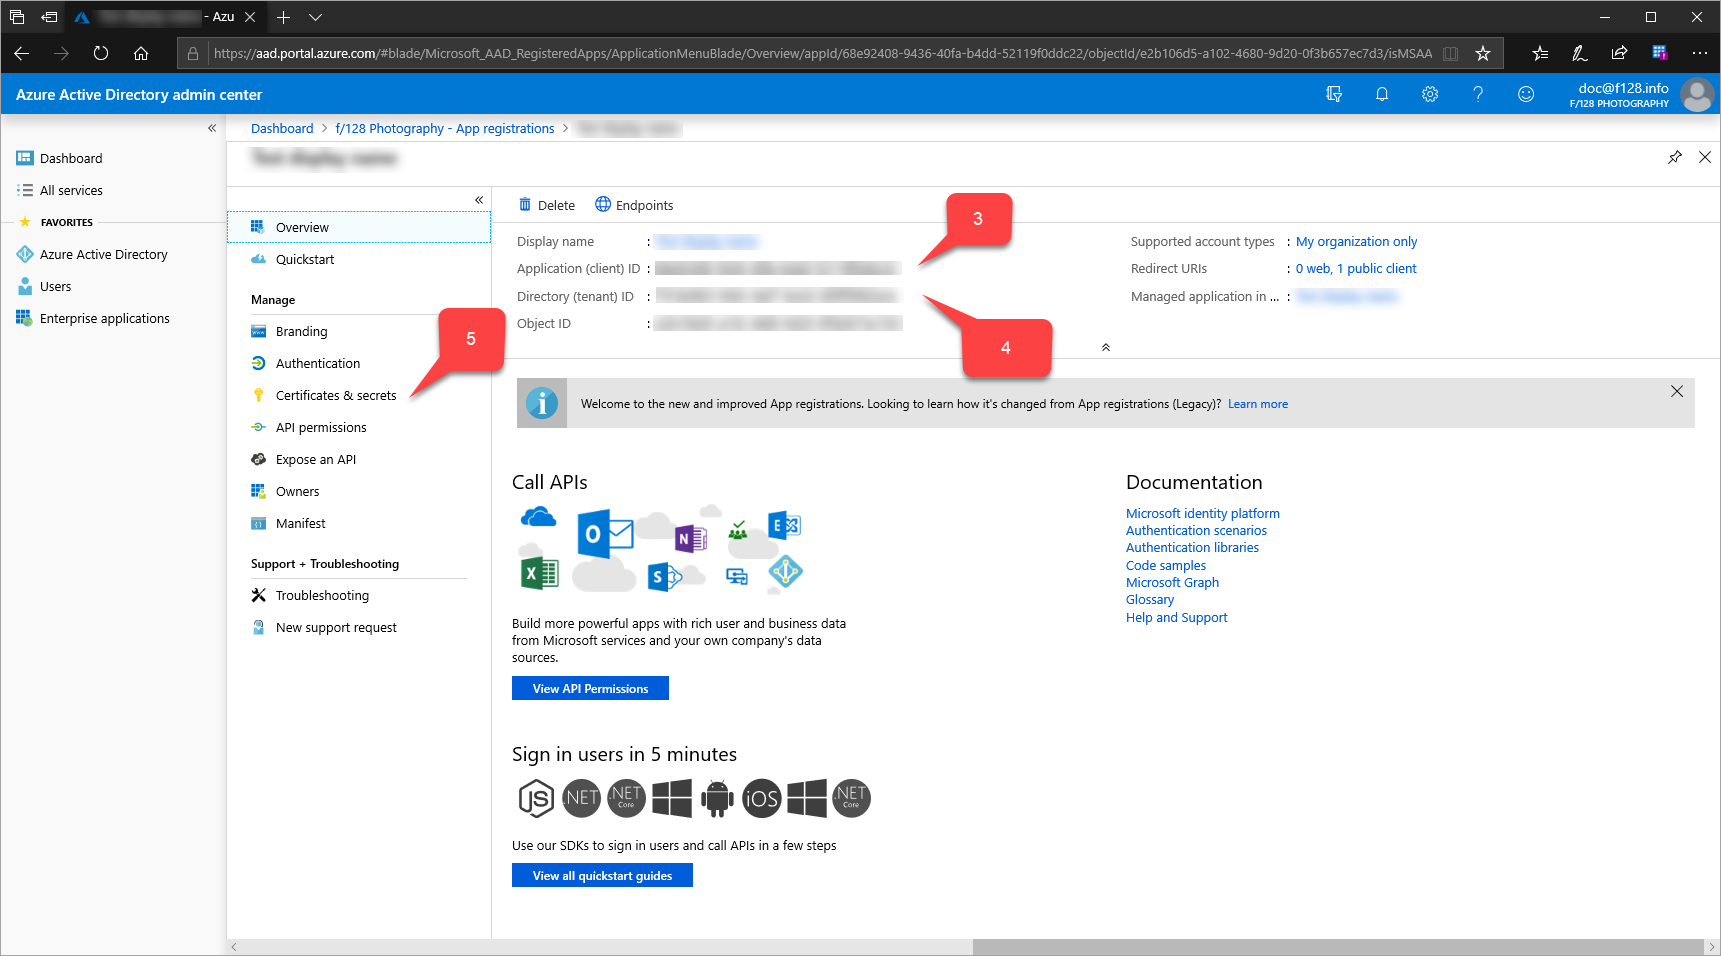 - Azu
https://aad.portal.azure.com/#blade/Microsoft_AAD_RegisteredApps/ApplicationMenuBlade/Overview/appId/68e92408-9436-40fa-b4dd-52119f0ddc22/objectId/e2b106d5-a102-4680-9d20-0f3b657ec7d3/isMSAA
Azure Active Directory admin center
doc@f128.info
F/128 PHOTOGRAPHY
Dashboard > f/128 Photography - App registrations >
Dashboard
All services
FAVORITES
Azure Active Directory
Users
Enterprise applications
Overview
Quickstart
Manage
Branding
Authentication
Certificates & secrets
API permissions
Expose an API
Owners
Manifest
Support + Troubleshooting
Troubleshooting
New support request
5
Delete
Endpoints
3
Display name :
Application (client) ID :
Directory (tenant) ID :
Object ID :
4
Supported account types : My organization only
Redirect URIs : 0 web, 1 public client
Managed application in ... :
Welcome to the new and improved App registrations. Looking to learn how it's changed from App registrations (Legacy)? Learn more
Call APIs
O
N
E
X
S
Build more powerful apps with rich user and business data
from Microsoft services and your own company's data
sources.
View API Permissions
Documentation
Microsoft identity platform
Authentication scenarios
Authentication libraries
Code samples
Microsoft Graph
Glossary
Help and Support
Sign in users in 5 minutes
JS
.NET
.NET
Core
iOS
.NET
Core
Use our SDKs to sign in users and call APIs in a few steps
View all quickstart guides